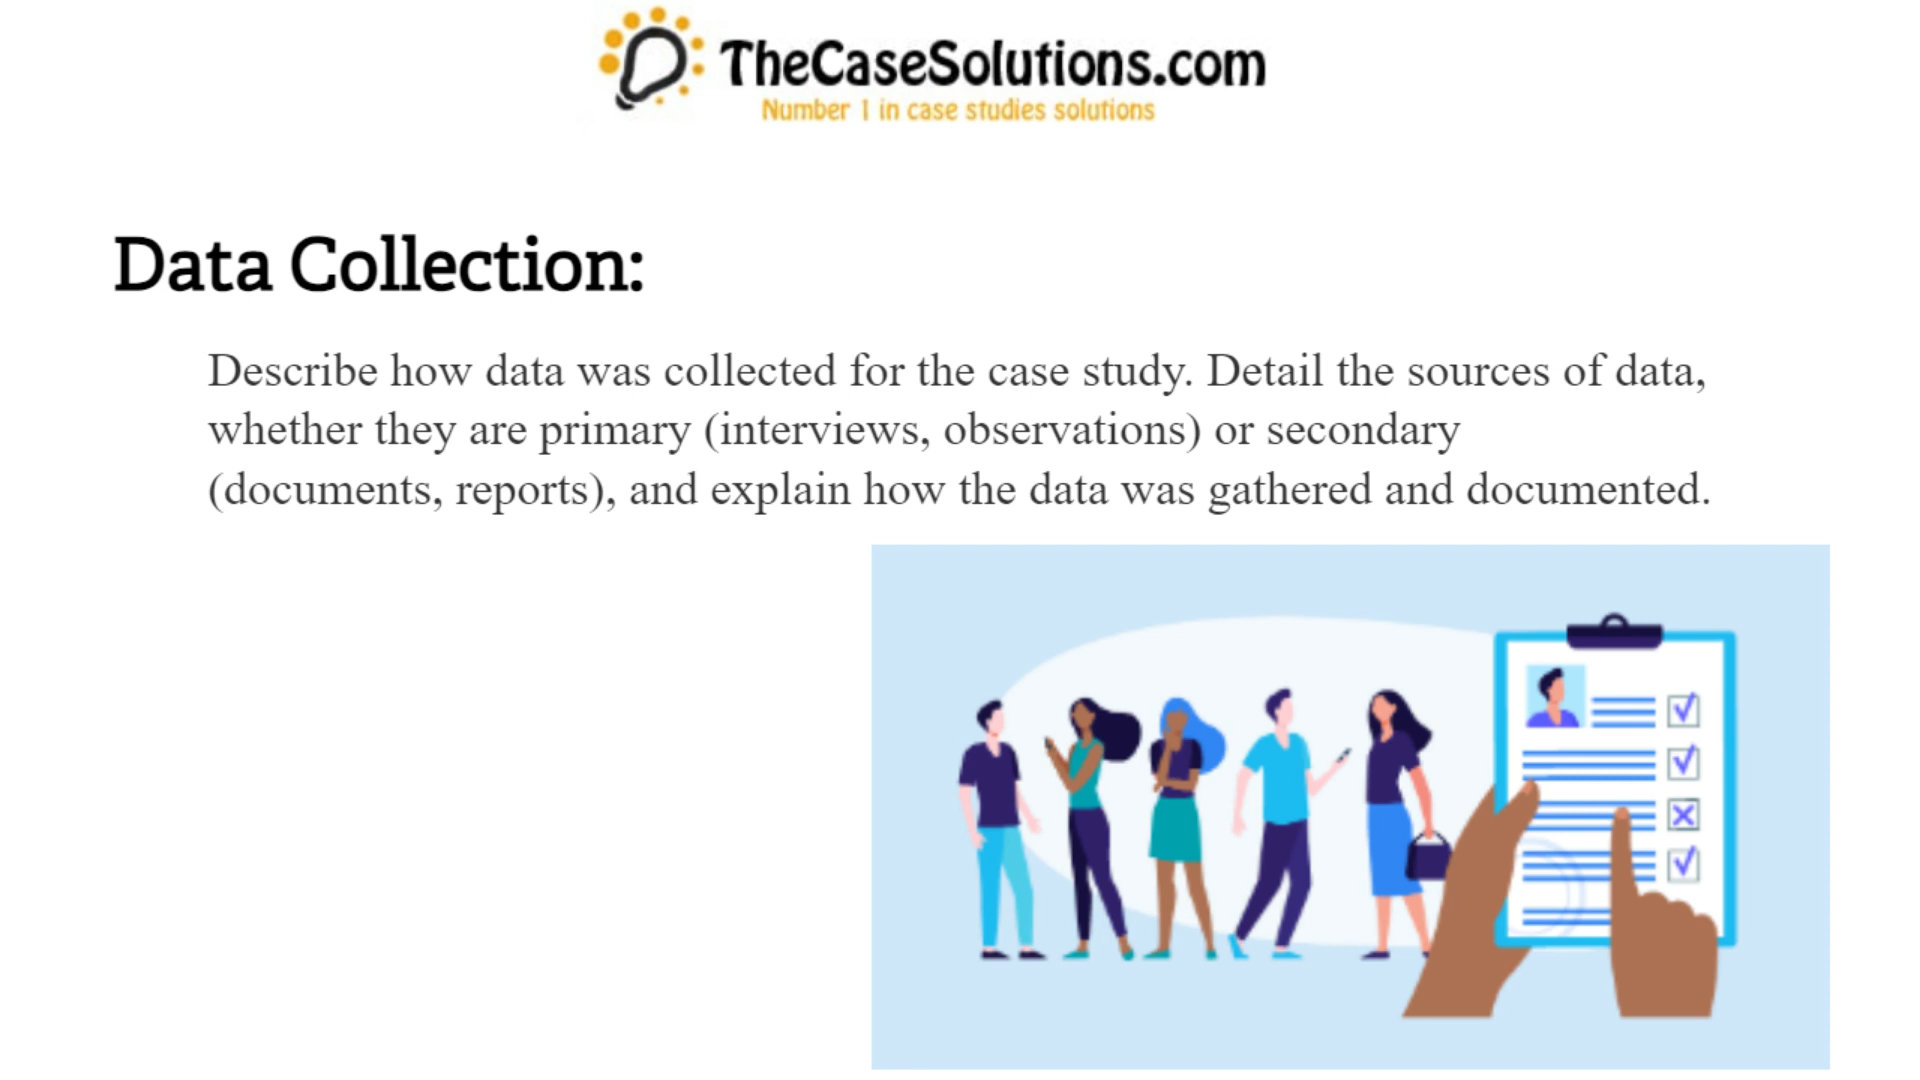 TheCaseSolutions.com
Number 1 in case studies solutions
Data Collection:
Describe how data was collected for the case study. Detail the sources of data,
whether they are primary (interviews, observations) or secondary
(documents, reports), and explain how the data was gathered and documented.